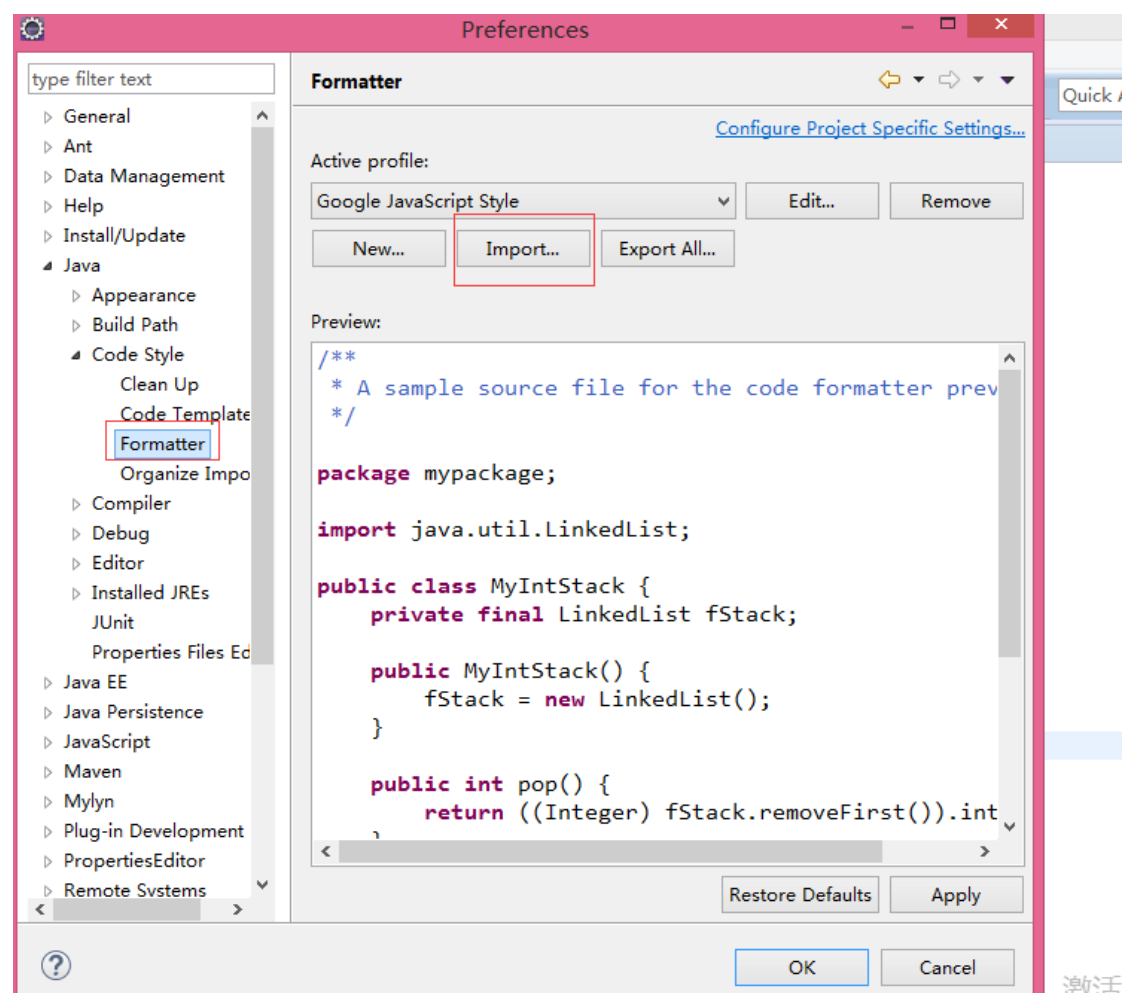 Preferences
type filter text
General
Ant
Data Management
Help
Install/Update
Java
Appearance
Build Path
Code Style
Clean Up
Code Template
Formatter
Organize Impo
Compiler
Debug
Editor
Installed JREs
JUnit
Properties Files Ed
Java EE
Java Persistence
JavaScript
Maven
Mylyn
Plug-in Development
PropertiesEditor
Remote Systems
Formatter
Configure Project Specific Settings...
Active profile:
Google JavaScript Style
Edit...
Remove
New...
Import...
Export All...
Preview:
/**
* A sample source file for the code formatter prev
*/
package mypackage;
import java.util.LinkedList;
public class MyIntStack {
private final LinkedList fStack;
public MyIntStack() {
fStack = new LinkedList();
}
public int pop() {
return ((Integer) fStack.removeFirst()).int
}
Restore Defaults
Apply
OK
Cancel
Quick A
激活